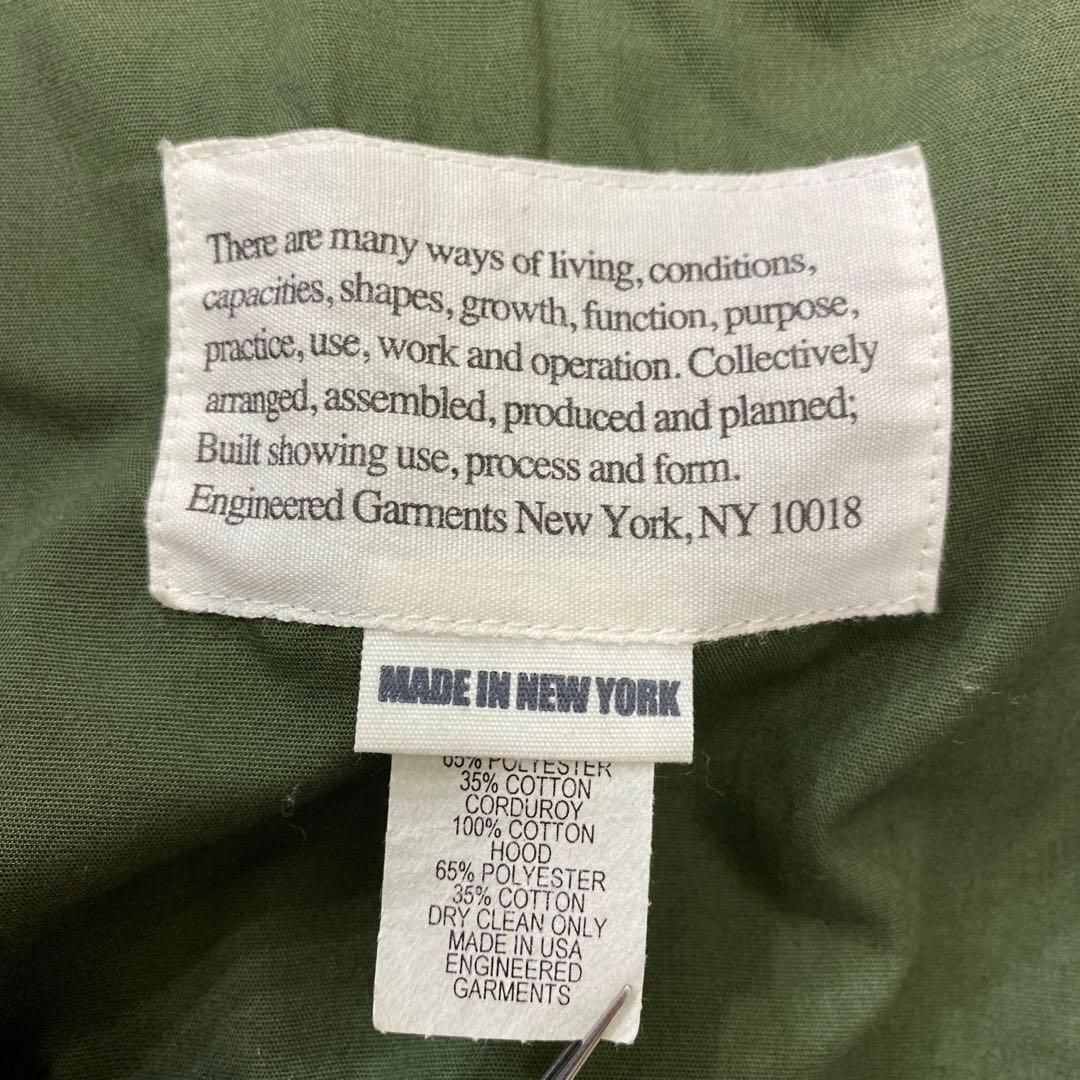 There are many ways of living, conditions,
capacities, shapes, growth, function, purpose,
practice, use, work and operation. Collectively
arranged, assembled, produced and planned;
Built showing use, process and form.
Engineered Garments New York, NY 10018
MADE IN NEW YORK
65% POLYESTER
35% COTTON
CORDUROY
100% COTTON
HOOD
65% POLYESTER
35% COTTON
DRY CLEAN ONLY
MADE IN USA
ENGINEERED
GARMENTS